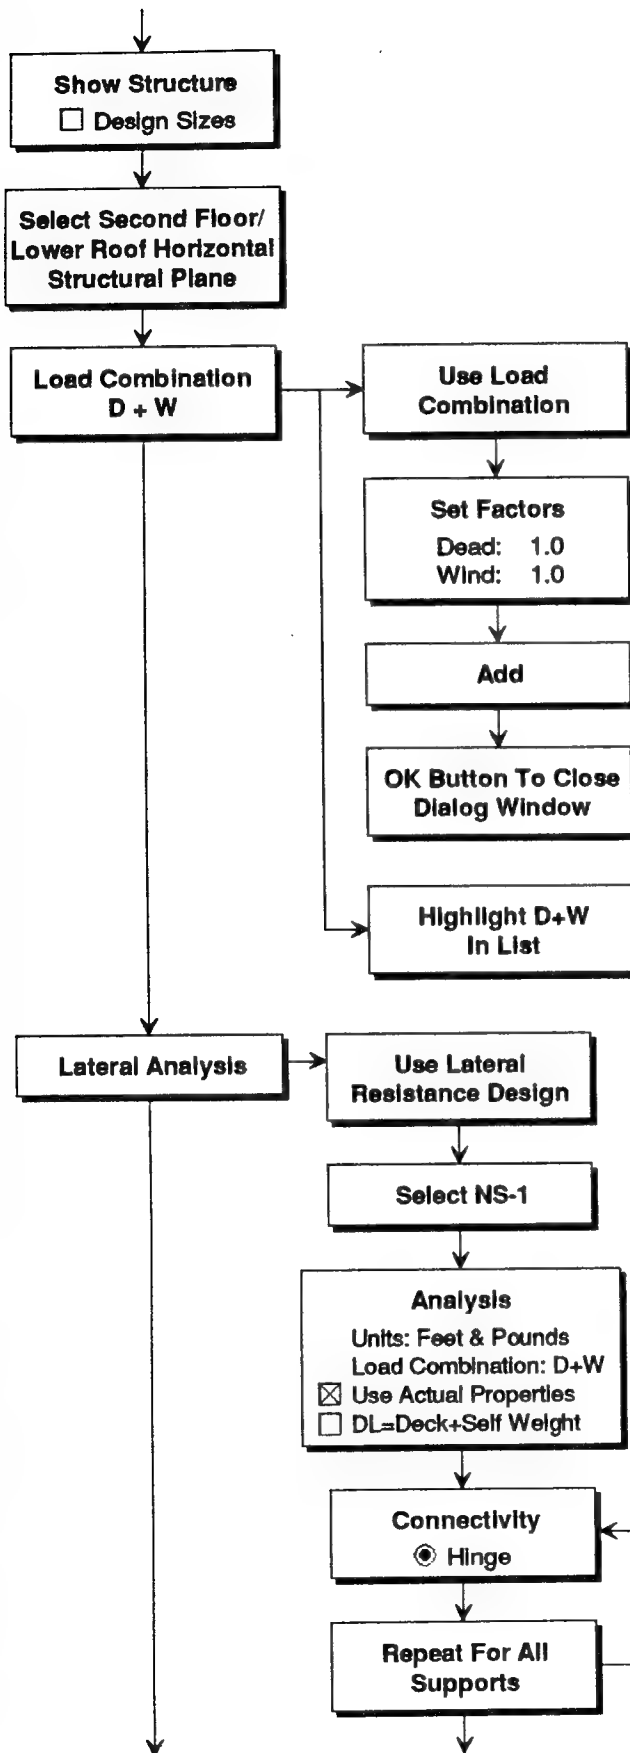 Show Structure
☐ Design Sizes
Select Second Floor/
Lower Roof Horizontal
Structural Plane
Load Combination
D + W
Use Load
Combination
Set Factors
Dead: 1.0
Wind: 1.0
Add
OK Button To Close
Dialog Window
Highlight D+W
In List
Lateral Analysis
Use Lateral
Resistance Design
Select NS-1
Analysis
Units: Feet & Pounds
Load Combination: D+W
☒ Use Actual Properties
☐ DL=Deck+Self Weight
Connectivity
◉ Hinge
Repeat For All
Supports